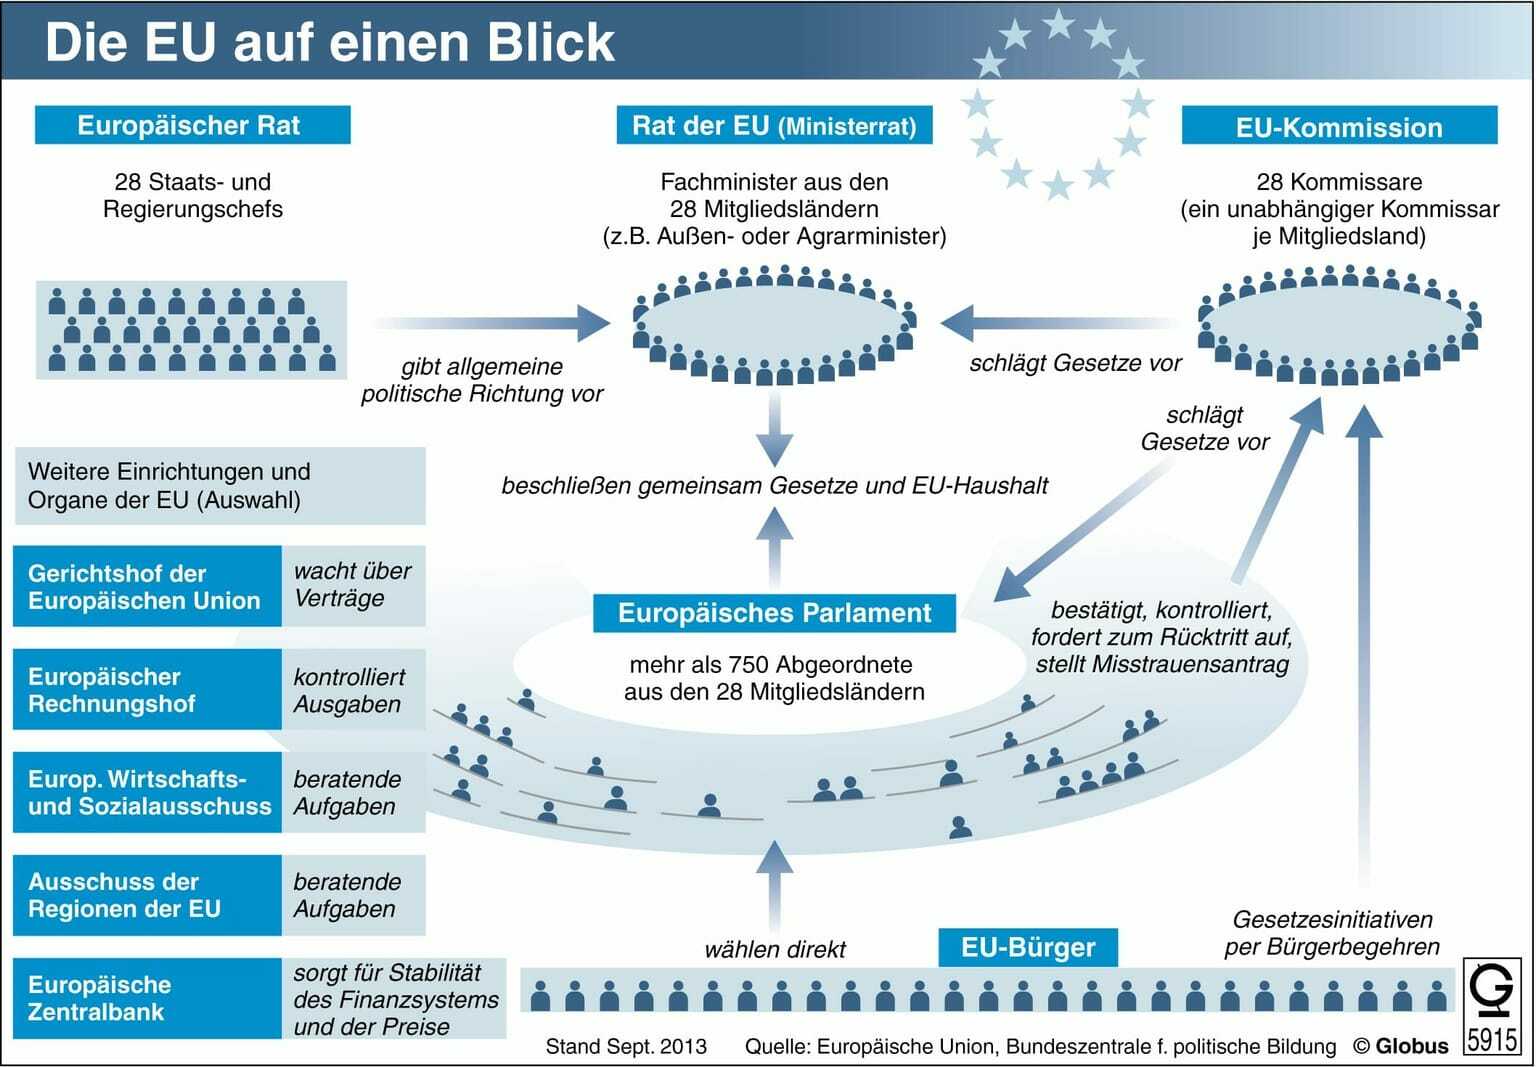 Die EU auf einen Blick
Europäischer Rat
28 Staats- und
Regierungschefs
gibt allgemeine
politische Richtung vor
Rat der EU (Ministerrat)
Fachminister aus den
28 Mitgliedsländern
(z.B. Außen- oder Agrarminister)
EU-Kommission
28 Kommissare
(ein unabhängiger Kommissar
je Mitgliedsland)
schlägt Gesetze vor
schlägt
Gesetze vor
beschließen gemeinsam Gesetze und EU-Haushalt
Europäisches Parlament
mehr als 750 Abgeordnete
aus den 28 Mitgliedsländern
bestätigt, kontrolliert,
fordert zum Rücktritt auf,
stellt Misstrauensantrag
Weitere Einrichtungen und
Organe der EU (Auswahl)
Gerichtshof der
Europäischen Union
wacht über
Verträge
Europäischer
Rechnungshof
kontrolliert
Ausgaben
Europ. Wirtschafts-
und Sozialausschuss
beratende
Aufgaben
Ausschuss der
Regionen der EU
beratende
Aufgaben
Europäische
Zentralbank
sorgt für Stabilität
des Finanzsystems
und der Preise
wählen direkt
EU-Bürger
Gesetzesinitiativen
per Bürgerbegehren
Stand Sept. 2013
Quelle: Europäische Union, Bundeszentrale f. politische Bildung
© Globus
G
5915